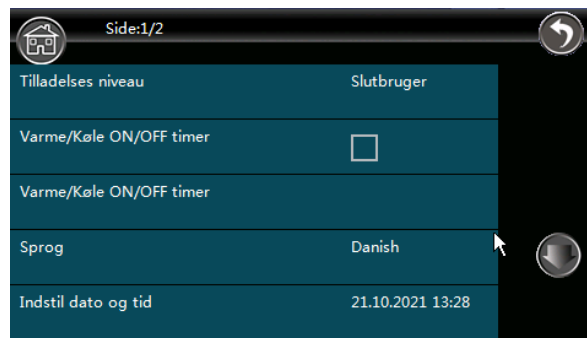 Side:1/2
Tilladelses niveau Slutbruger
Varme/Køle ON/OFF timer
Varme/Køle ON/OFF timer
Sprog Danish
Indstil dato og tid 21.10.2021 13:28